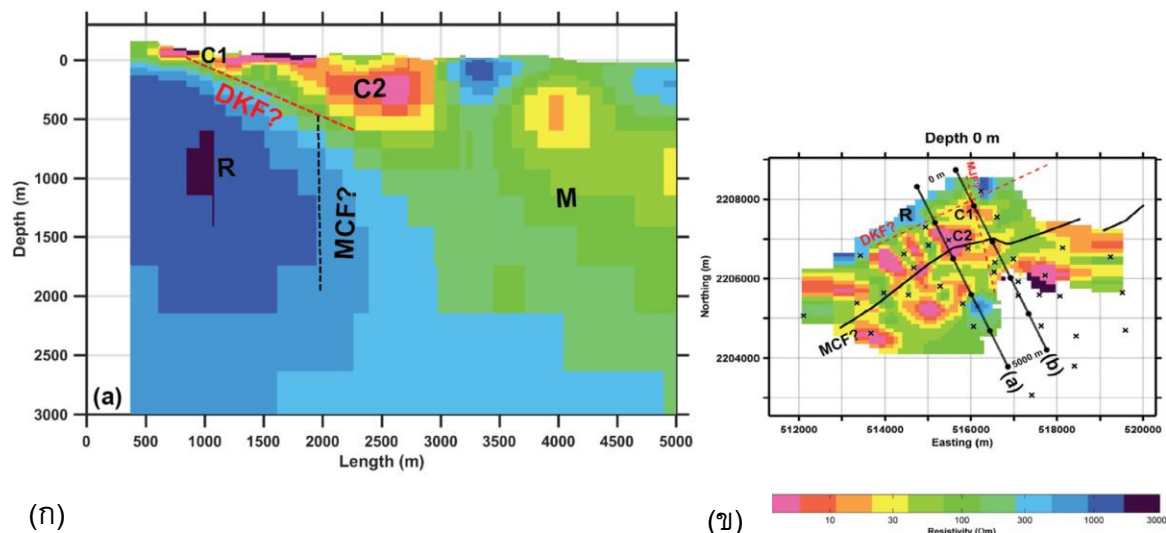 0
500
1000
1500
2000
2500
3000
Depth (m)
C1
C2
DKF?
R
MCF?
M
(a)
0 500 1000 1500 2000 2500 3000 3500 4000 4500 5000
Length (m)
(ก)
Depth 0 m
2208000
2206000
2204000
Northing (m)
0 m
R
DKF?
C1
C2
MCF?
5000 m
(a)
(b)
512000 514000 516000 518000 520000
Easting (m)
(ข)
10 30 100 300 1000 3000
Resistivity (Ωm)